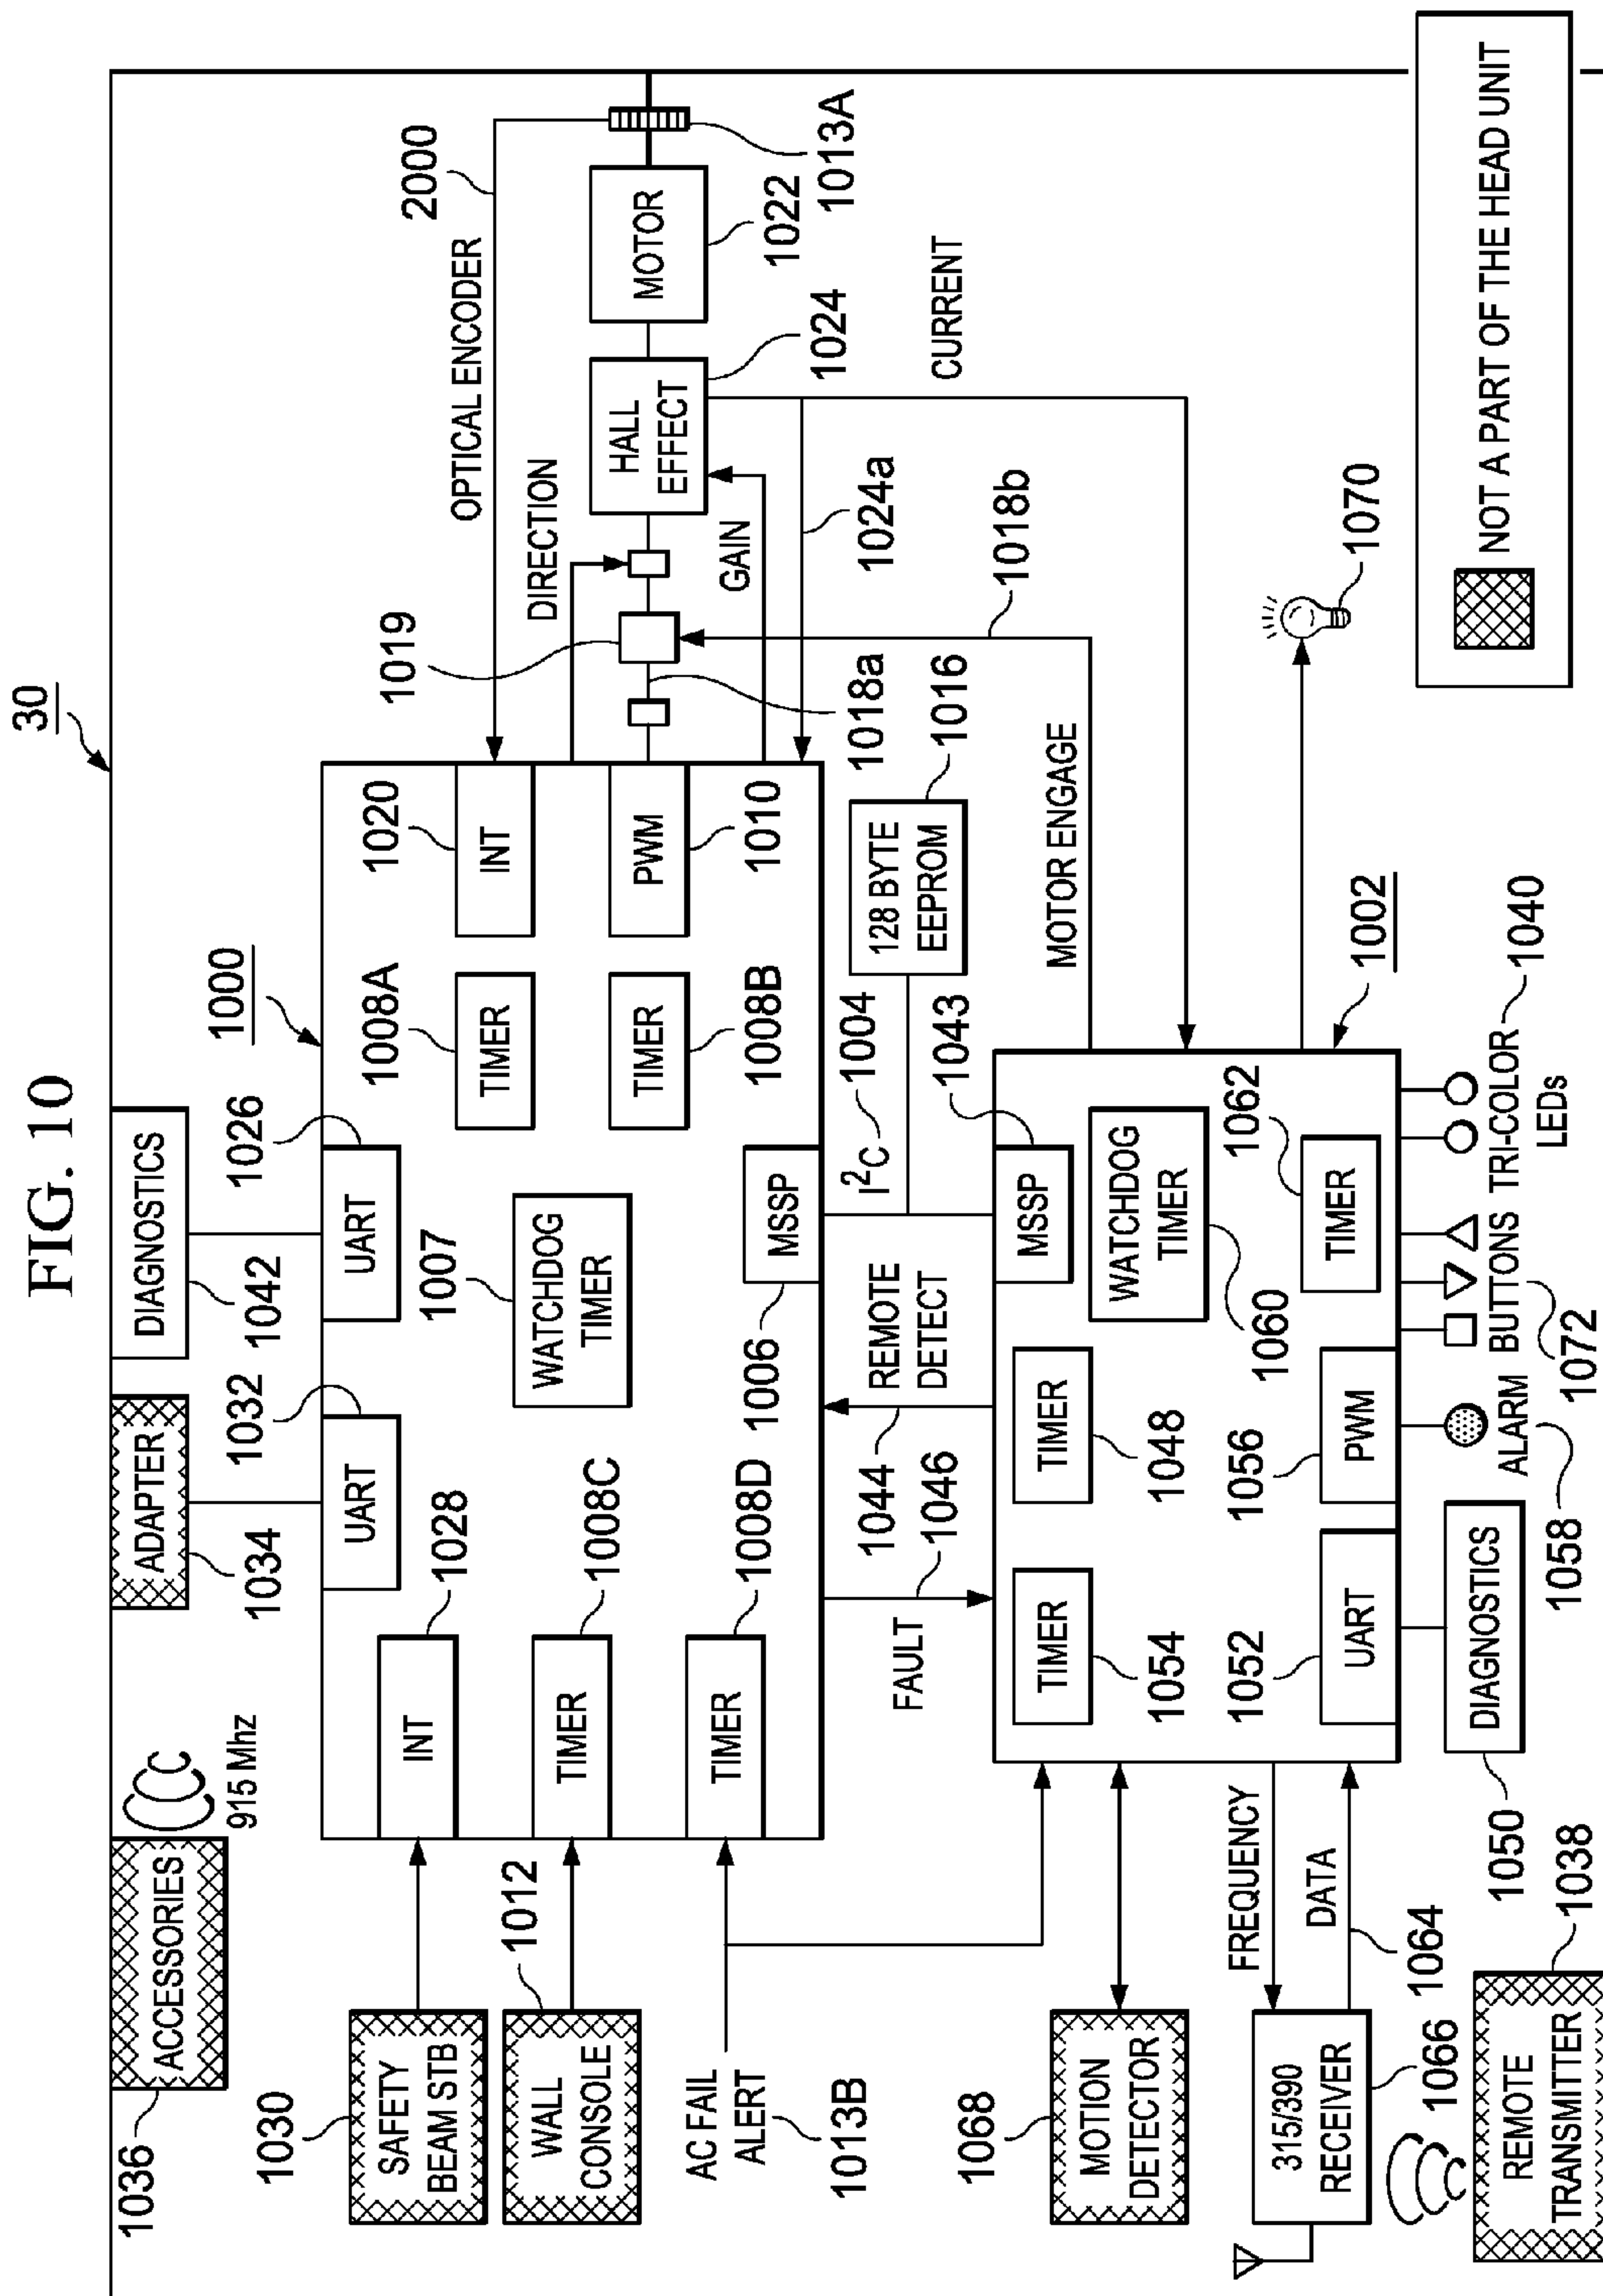 FIG. 10
30
1036
ACCESSORIES
915 Mhz
ADAPTER
1034
DIAGNOSTICS
1042
1032
UART
1026
UART
1000
1030
SAFETY
BEAM STB
INT
1028
1012
WALL
CONSOLE
TIMER
1008C
AC FAIL
ALERT
1013B
TIMER
1008D
1007
WATCHDOG
TIMER
1008A
TIMER
TIMER
1008B
1020
INT
PWM
1010
1006
MSSP
OPTICAL ENCODER
2000
DIRECTION
1019
GAIN
HALL
EFFECT
1024
MOTOR
1022
1013A
1018a
1024a
CURRENT
1018b
1016
128 BYTE
EEPROM
I2C
1004
1043
MOTOR ENGAGE
FAULT
1046
1044
REMOTE
DETECT
MSSP
TIMER
1054
TIMER
1048
WATCHDOG
TIMER
1060
1062
TIMER
1052
UART
1056
PWM
1002
1068
MOTION
DETECTOR
FREQUENCY
DATA
1064
315/390
RECEIVER
1066
REMOTE
TRANSMITTER
1038
1050
DIAGNOSTICS
1058
ALARM
BUTTONS
1072
TRI-COLOR
LEDs
1040
1070
NOT A PART OF THE HEAD UNIT